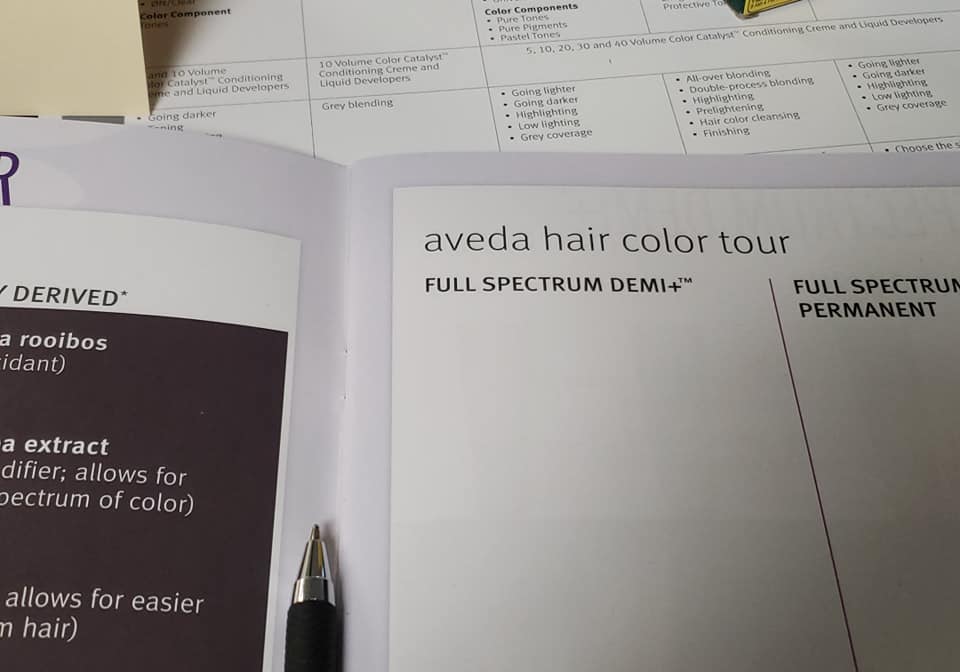 Color Component
Tones
Color Components
• Pure Tones
• Pure Pigments
• Pastel Tones
Protective
and 10 Volume
Catalyst™ Conditioning
and Liquid Developers
10 Volume Color Catalyst™
Conditioning Creme and
Liquid Developers
5, 10, 20, 30 and 40 Volume Color Catalyst™ Conditioning Creme and Liquid Developers
• Going darker
Grey blending
• Going lighter
• Going darker
• Highlighting
• Low lighting
• Grey coverage
• All-over blonding
• Double-process blonding
• Highlighting
• Prelightening
• Hair color cleansing
• Finishing
• Going lighter
• Going darker
• Highlighting
• Low lighting
• Grey coverage
• Choose the s
R
Y DERIVED*
a rooibos
idant)
a extract
difier; allows for
pectrum of color)
allows for easier
m hair)
aveda hair color tour
FULL SPECTRUM DEMI+™
FULL SPECTRUM
PERMANENT